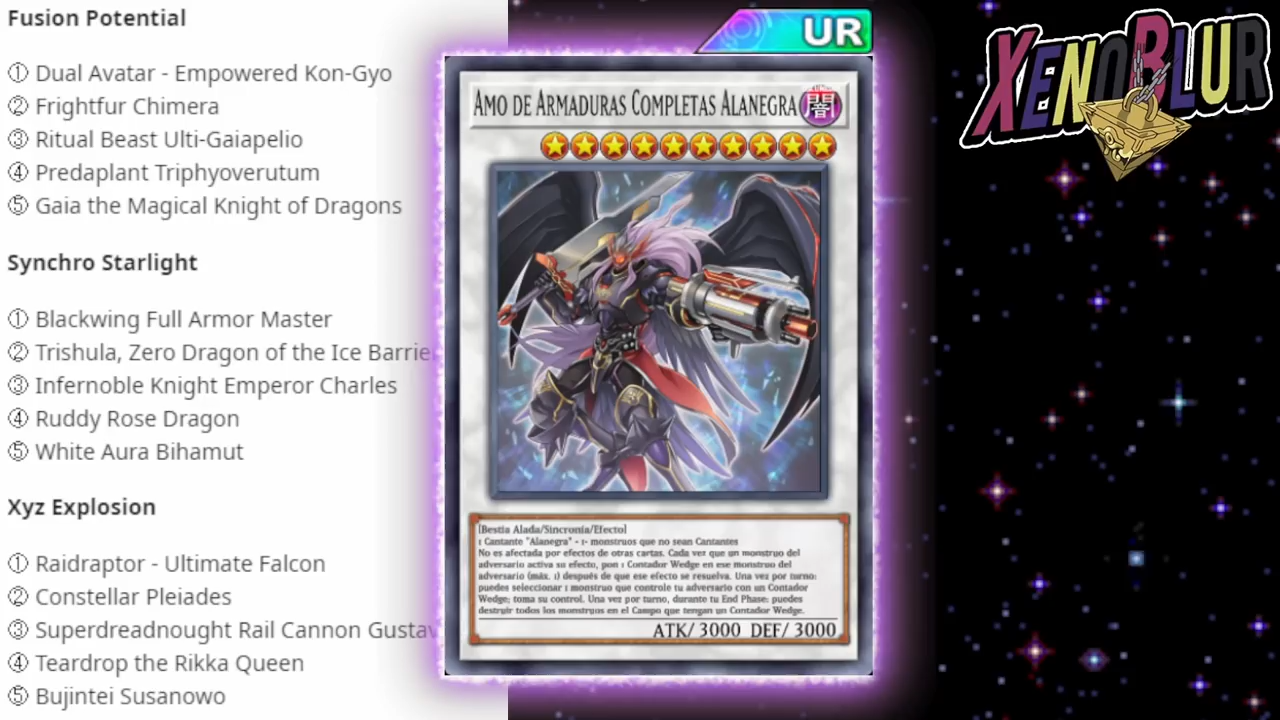 Fusion Potential
① Dual Avatar - Empowered Kon-Gyo
② Frightfur Chimera
③ Ritual Beast Ulti-Gaiapelio
④ Predaplant Triphyoverutum
⑤ Gaia the Magical Knight of Dragons
Synchro Starlight
① Blackwing Full Armor Master
② Trishula, Zero Dragon of the Ice Barrie
③ Infernoble Knight Emperor Charles
④ Ruddy Rose Dragon
⑤ White Aura Bihamut
Xyz Explosion
① Raidraptor - Ultimate Falcon
② Constellar Pleiades
③ Superdreadnought Rail Cannon Gustav
④ Teardrop the Rikka Queen
⑤ Bujintei Susanowo
UR
AMO DE ARMADURAS COMPLETAS ALANEGRA
闇
[Bestia Alada/Sincronía/Efecto]
1 Cantante "Alanegra" - 1+ monstruos que no sean Cantantes
No es afectada por efectos de otras cartas. Cada vez que un monstruo del
adversario activa su efecto, pon 1 Contador Wedge en ese monstruo del
adversario (máx. 1) después de que ese efecto se resuelva. Una vez por turno:
puedes seleccionar 1 monstruo que controle tu adversario con un Contador
Wedge; toma su control. Una vez por turno, durante tu End Phase: puedes
destruir todos los monstruos en el Campo que tengan un Contador Wedge.
ATK/ 3000 DEF/ 3000
XENOBLUR